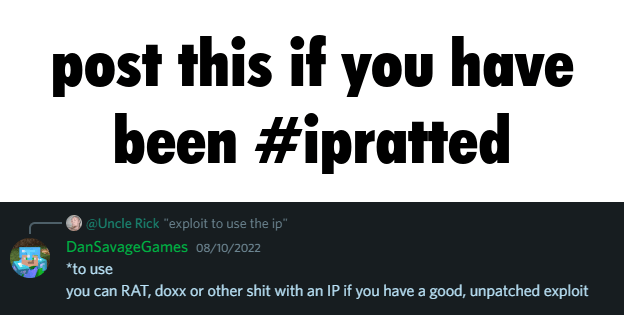 post this if you have
been #ipratted
@Uncle Rick "exploit to use the ip"
DanSavageGames 08/10/2022
*to use
you can RAT, doxx or other shit with an IP if you have a good, unpatched exploit